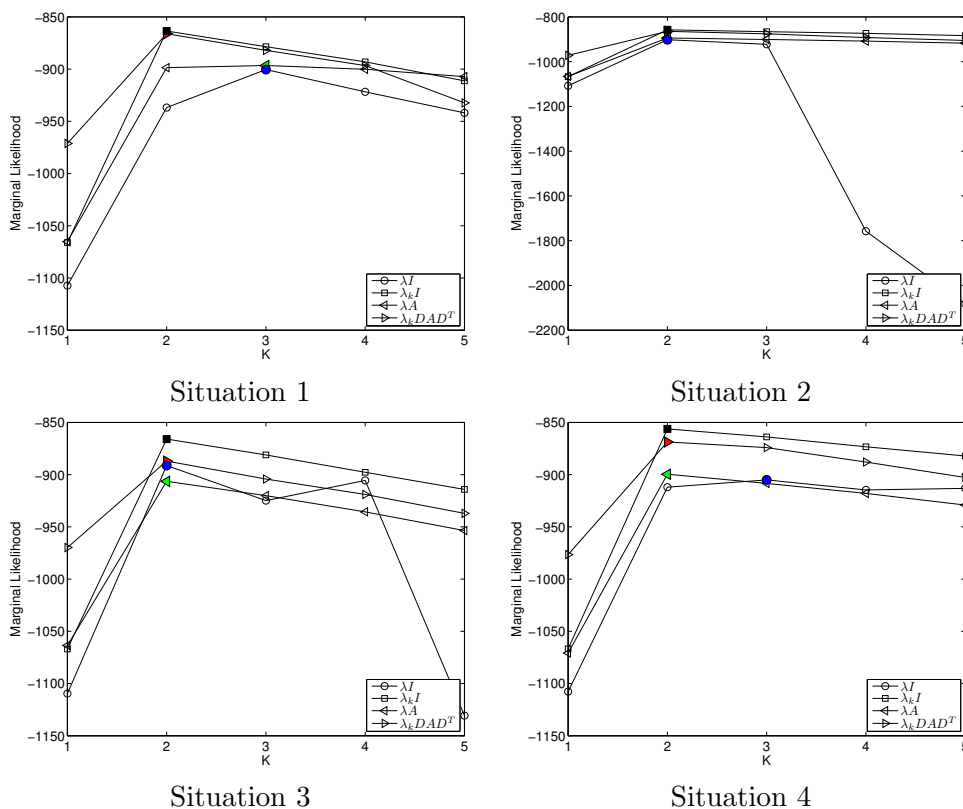 −850
−900
−950
−1000
−1050
−1100
−1150
Marginal Likelihood
1 2 3 4 5
K
λI
λ_kI
λA
λ_kDAD^T
Situation 1
−800
−1000
−1200
−1400
−1600
−1800
−2000
−2200
Marginal Likelihood
1 2 3 4 5
K
λI
λ_kI
λA
λ_kDAD^T
Situation 2
−850
−900
−950
−1000
−1050
−1100
−1150
Marginal Likelihood
1 2 3 4 5
K
λI
λ_kI
λA
λ_kDAD^T
Situation 3
−850
−900
−950
−1000
−1050
−1100
−1150
Marginal Likelihood
1 2 3 4 5
K
λI
λ_kI
λA
λ_kDAD^T
Situation 4